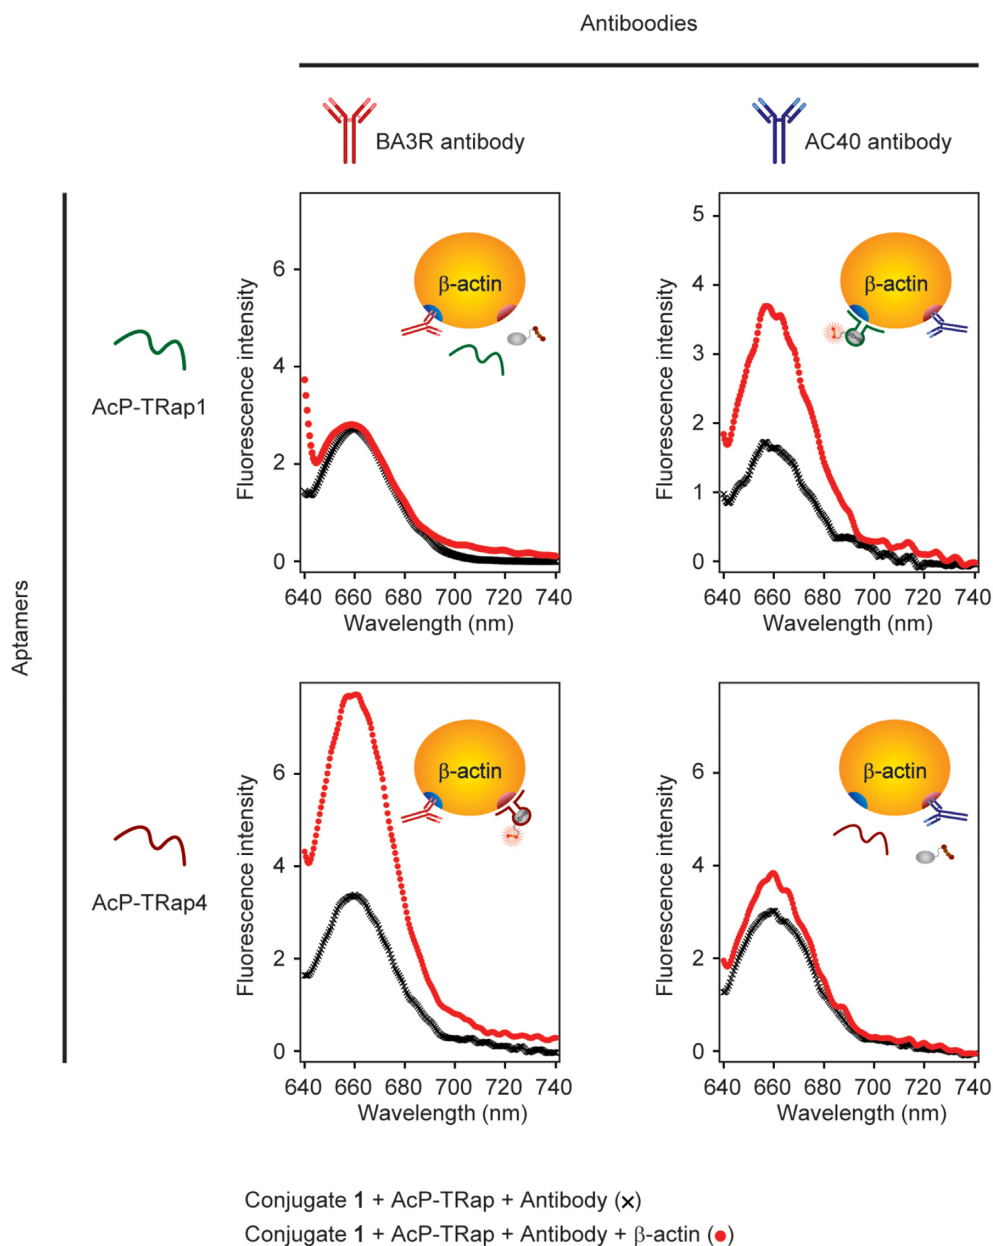 Antiboodies
BA3R antibody
AC40 antibody
Aptamers
AcP-TRap1
Fluorescence intensity
6
4
2
0
β-actin
640 660 680 700 720 740
Wavelength (nm)
Fluorescence intensity
5
4
3
2
1
0
β-actin
640 660 680 700 720 740
Wavelength (nm)
AcP-TRap4
Fluorescence intensity
6
4
2
0
β-actin
640 660 680 700 720 740
Wavelength (nm)
Fluorescence intensity
6
4
2
0
β-actin
640 660 680 700 720 740
Wavelength (nm)
Conjugate 1 + AcP-TRap + Antibody (×)
Conjugate 1 + AcP-TRap + Antibody + β-actin (●)